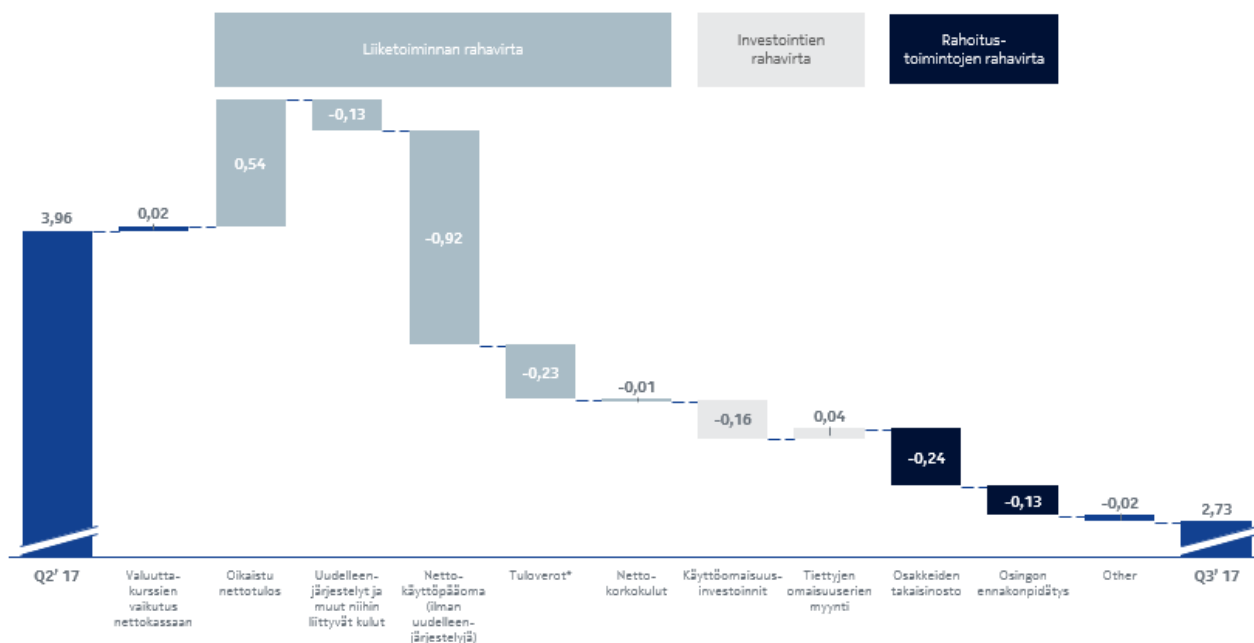 Liiketoiminnan rahavirta
Investointien
rahavirta
Rahoitus-
toimintojen rahavirta
3,96
0,02
0,54
-0,13
-0,92
-0,23
-0,01
-0,16
0,04
-0,24
-0,13
-0,02
2,73
Q2' 17
Valuutta-
kurssien
vaikutus
nettokassaan
Oikaistu
nettotulos
Uudelleen-
järjestelyt ja
muut niihin
liittyvät kulut
Netto-
käyttöpääoma
(ilman
uudelleen-
järjestelyjä)
Tuloverot*
Netto-
korkokulut
Käyttöomaisuus-
investoinnit
Tiettyjen
omaisuuserien
myynti
Osakkeiden
takaisinosto
Osingon
ennakonpidätys
Other
Q3' 17